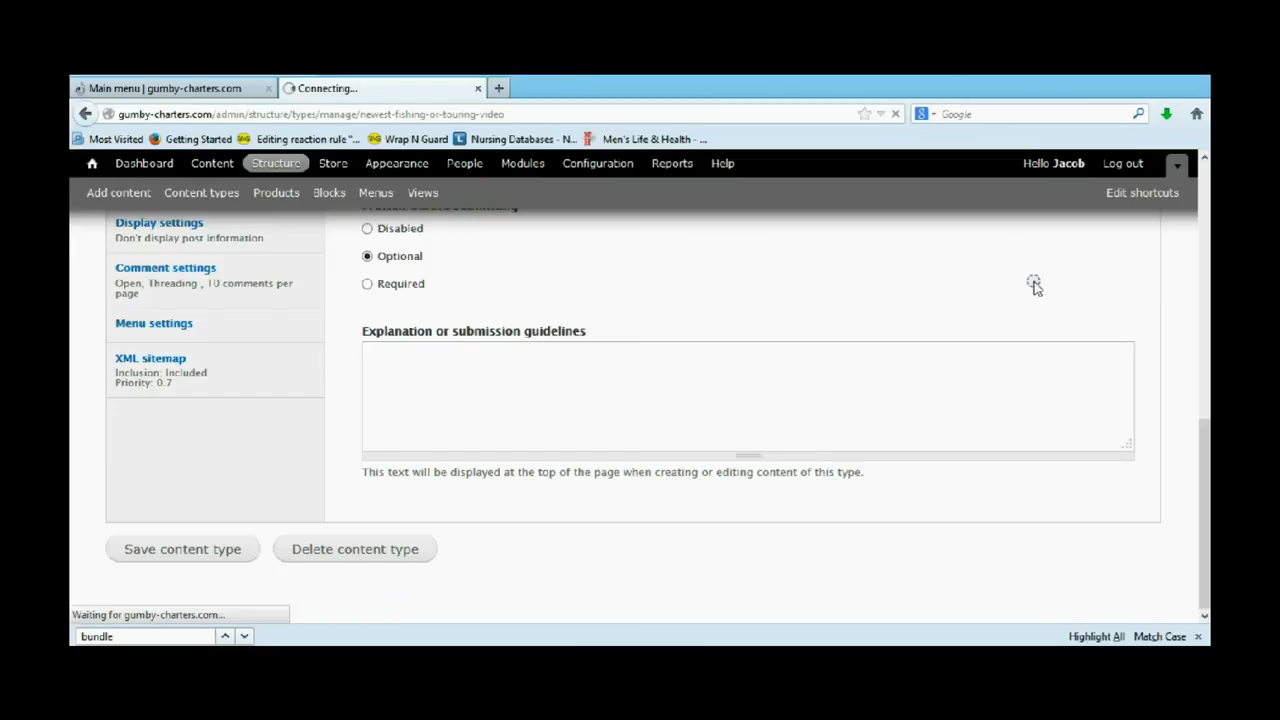 Main menu | gumby-charters.com
Connecting...
gumby-charters.com/admin/structure/types/manage/newest-fishing-or-touring-video
Google
Most Visited Getting Started Editing reaction rule "... Wrap N Guard Nursing Databases - N... Men's Life & Health - ...
Dashboard Content Structure Store Appearance People Modules Configuration Reports Help Hello Jacob Log out
Add content Content types Products Blocks Menus Views Edit shortcuts
Display settings
Don't display post information
Comment settings
Open, Threading , 10 comments per
page
Menu settings
XML sitemap
Inclusion: Included
Priority: 0.7
Disabled
Optional
Required
Explanation or submission guidelines
This text will be displayed at the top of the page when creating or editing content of this type.
Save content type Delete content type
Waiting for gumby-charters.com...
bundle Highlight All Match Case